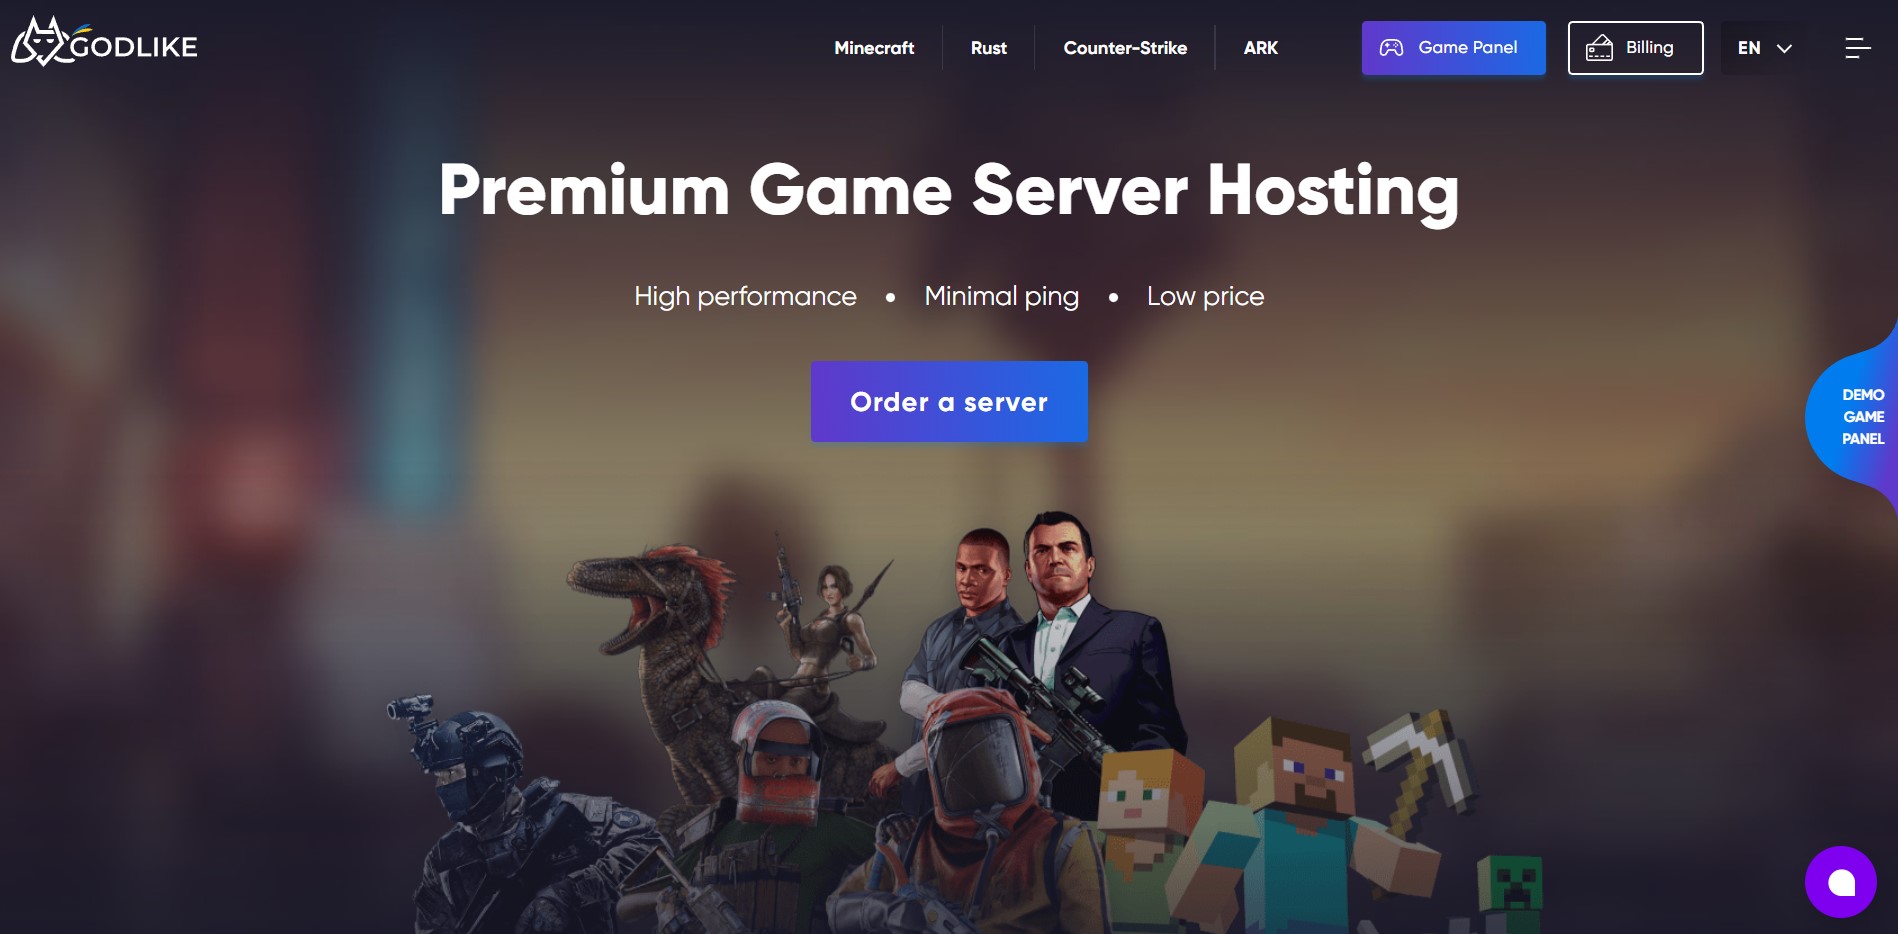 GODLIKE
Minecraft
Rust
Counter-Strike
ARK
Game Panel
Billing
EN
Premium Game Server Hosting
High performance • Minimal ping • Low price
Order a server
DEMO
GAME
PANEL